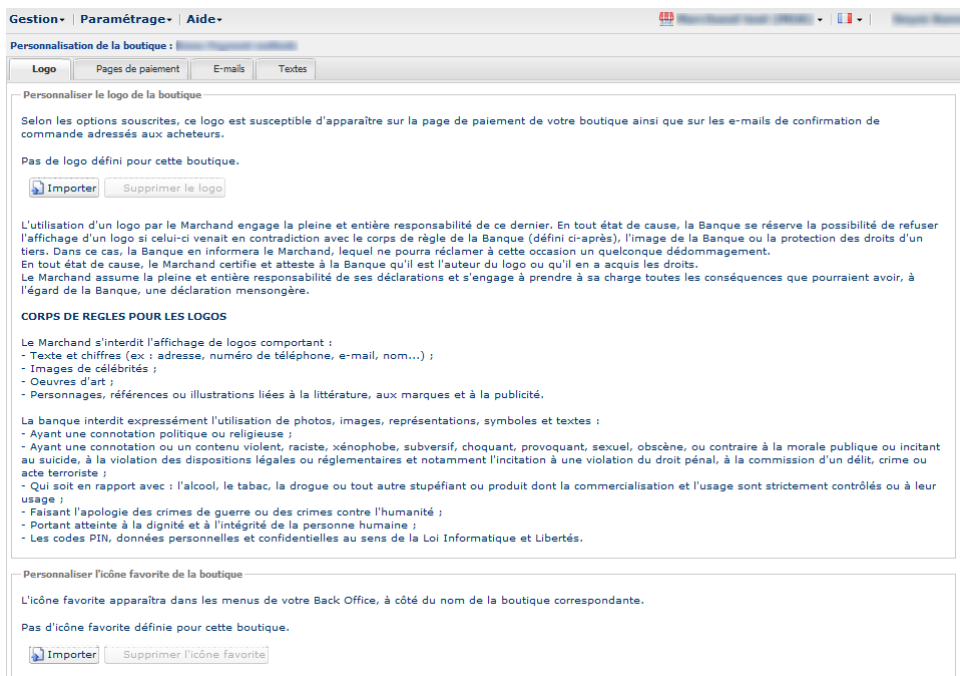 Gestion Paramétrage Aide
Personnalisation de la boutique :
Logo Pages de paiement E-mails Textes
Personnaliser le logo de la boutique
Selon les options souscrites, ce logo est susceptible d'apparaître sur la page de paiement de votre boutique ainsi que sur les e-mails de confirmation de
commande adressés aux acheteurs.
Pas de logo défini pour cette boutique.
Importer Supprimer le logo
L'utilisation d'un logo par le Marchand engage la pleine et entière responsabilité de ce dernier. En tout état de cause, la Banque se réserve la possibilité de refuser
l'affichage d'un logo si celui-ci venait en contradiction avec le corps de règle de la Banque (défini ci-après), l'image de la Banque ou la protection des droits d'un
tiers. Dans ce cas, la Banque en informera le Marchand, lequel ne pourra réclamer à cette occasion un quelconque dédommagement.
En tout état de cause, le Marchand certifie et atteste à la Banque qu'il est l'auteur du logo ou qu'il en a acquis les droits.
Le Marchand assume la pleine et entière responsabilité de ses déclarations et s'engage à prendre à sa charge toutes les conséquences que pourraient avoir, à
l'égard de la Banque, une déclaration mensongère.
CORPS DE REGLES POUR LES LOGOS
Le Marchand s'interdit l'affichage de logos comportant :
- Texte et chiffres (ex : adresse, numéro de téléphone, e-mail, nom...) ;
- Images de célébrités ;
- Oeuvres d'art ;
- Personnages, références ou illustrations liées à la littérature, aux marques et à la publicité.
La banque interdit expressément l'utilisation de photos, images, représentations, symboles et textes :
- Ayant une connotation politique ou religieuse ;
- Ayant une connotation ou un contenu violent, raciste, xénophobe, subversif, choquant, provoquant, sexuel, obscène, ou contraire à la morale publique ou incitant
au suicide, à la violation des dispositions légales ou réglementaires et notamment l'incitation à une violation du droit pénal, à la commission d'un délit, crime ou
acte terroriste ;
- Qui soit en rapport avec : l'alcool, le tabac, la drogue ou tout autre stupéfiant ou produit dont la commercialisation et l'usage sont strictement contrôlés ou à leur
usage ;
- Faisant l'apologie des crimes de guerre ou des crimes contre l'humanité ;
- Portant atteinte à la dignité et à l'intégrité de la personne humaine ;
- Les codes PIN, données personnelles et confidentielles au sens de la Loi Informatique et Libertés.
Personnaliser l'icône favorite de la boutique
L'icône favorite apparaîtra dans les menus de votre Back Office, à côté du nom de la boutique correspondante.
Pas d'icône favorite définie pour cette boutique.
Importer Supprimer l'icône favorite